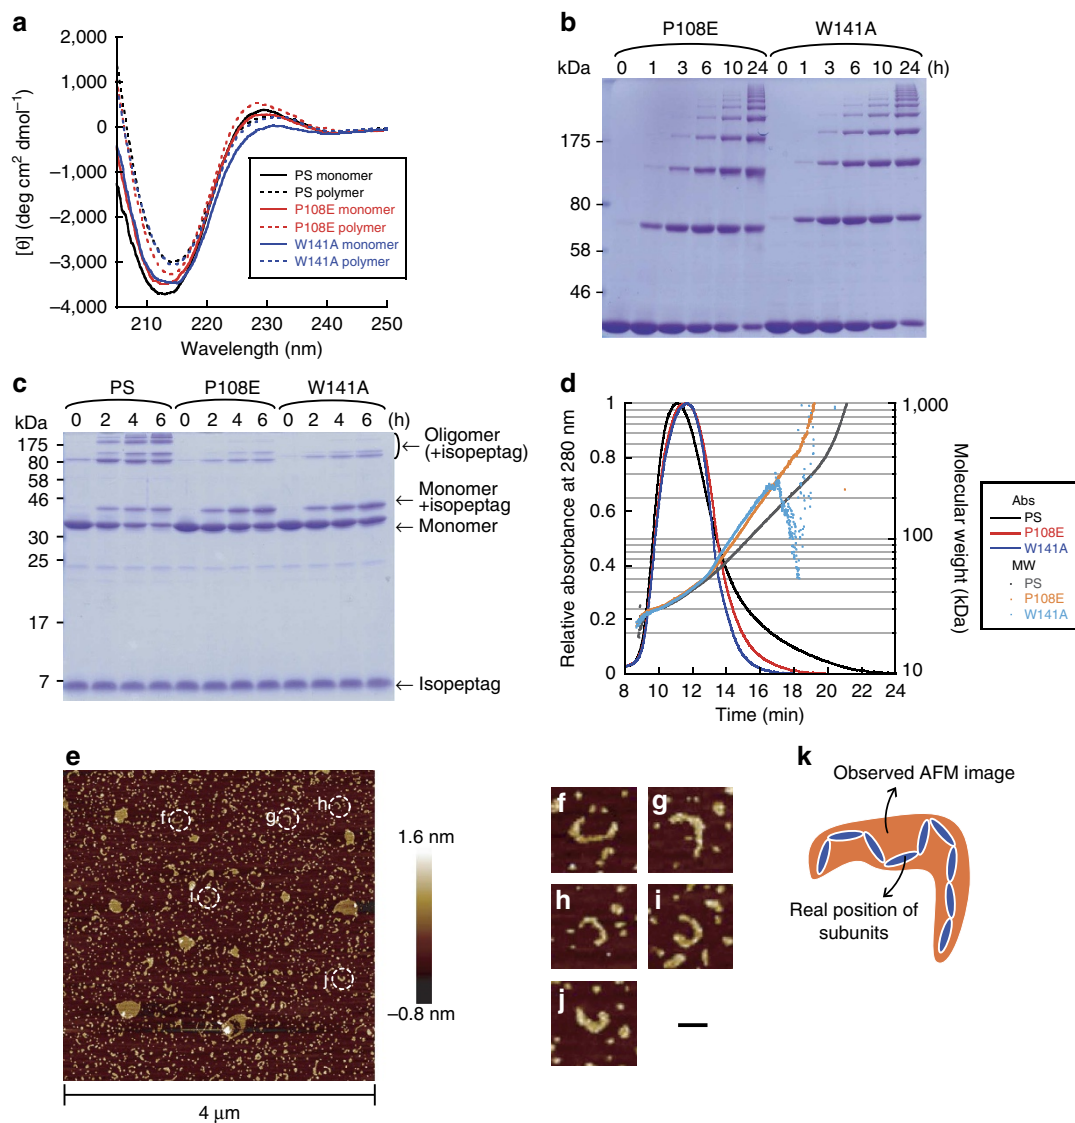 a
2,000
1,000
0
–1,000
–2,000
–3,000
–4,000
[θ] (deg cm2 dmol–1)
210 220 230 240 250
Wavelength (nm)
PS monomer
PS polymer
P108E monomer
P108E polymer
W141A monomer
W141A polymer
b
P108E W141A
kDa 0 1 3 6 10 24 0 1 3 6 10 24 (h)
175
80
58
46
c
PS P108E W141A
0 2 4 6 0 2 4 6 0 2 4 6 (h)
kDa
175
80
58
46
30
25
17
7
Oligomer
(+isopeptag)
Monomer
+isopeptag
Monomer
Isopeptag
d
1
0.8
0.6
0.4
0.2
0
Relative absorbance at 280 nm
8 10 12 14 16 18 20 22 24
Time (min)
1,000
100
10
Molecular weight (kDa)
Abs
PS
P108E
W141A
MW
PS
P108E
W141A
e
f
g
h
i
j
1.6 nm
–0.8 nm
4 μm
f
g
h
i
j
k
Observed AFM image
Real position of
subunits